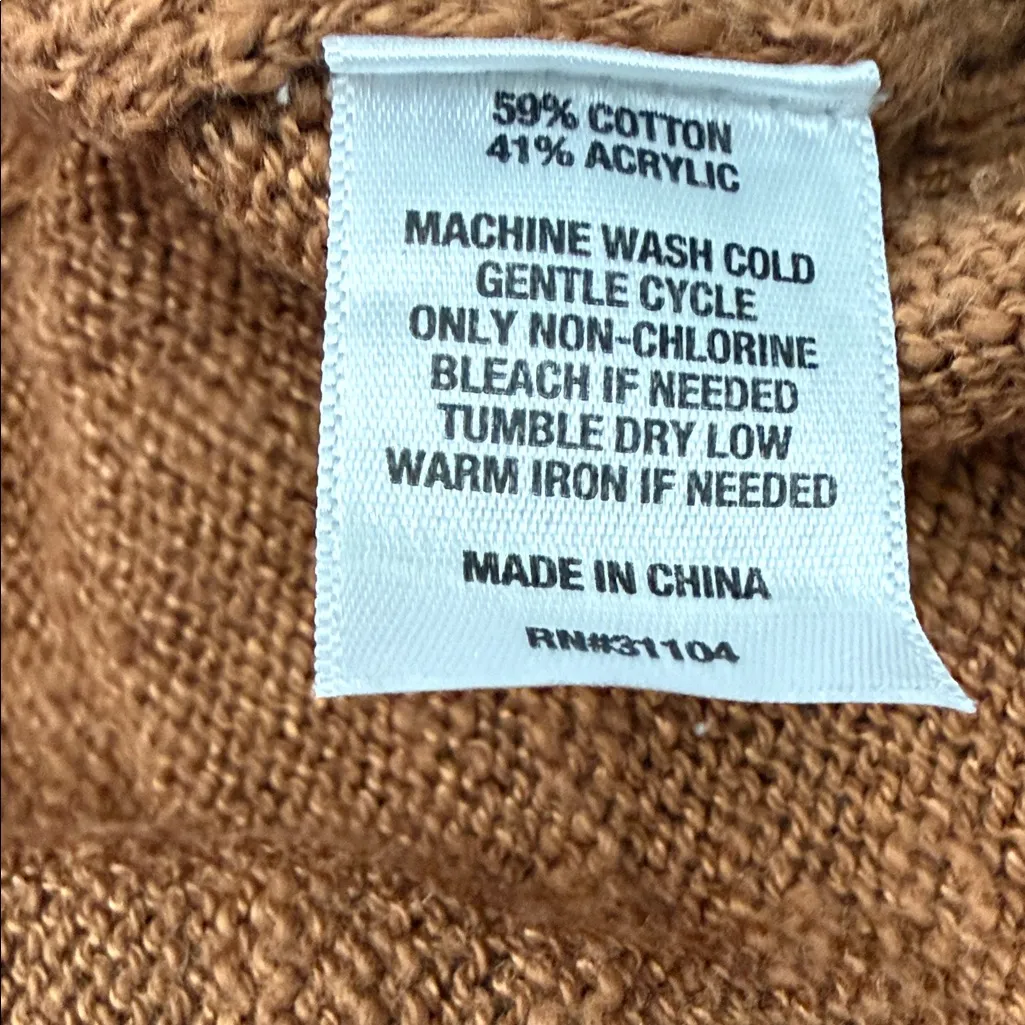 59% COTTON
41% ACRYLIC
MACHINE WASH COLD
GENTLE CYCLE
ONLY NON-CHLORINE
BLEACH IF NEEDED
TUMBLE DRY LOW
WARM IRON IF NEEDED
MADE IN CHINA
RN#31104